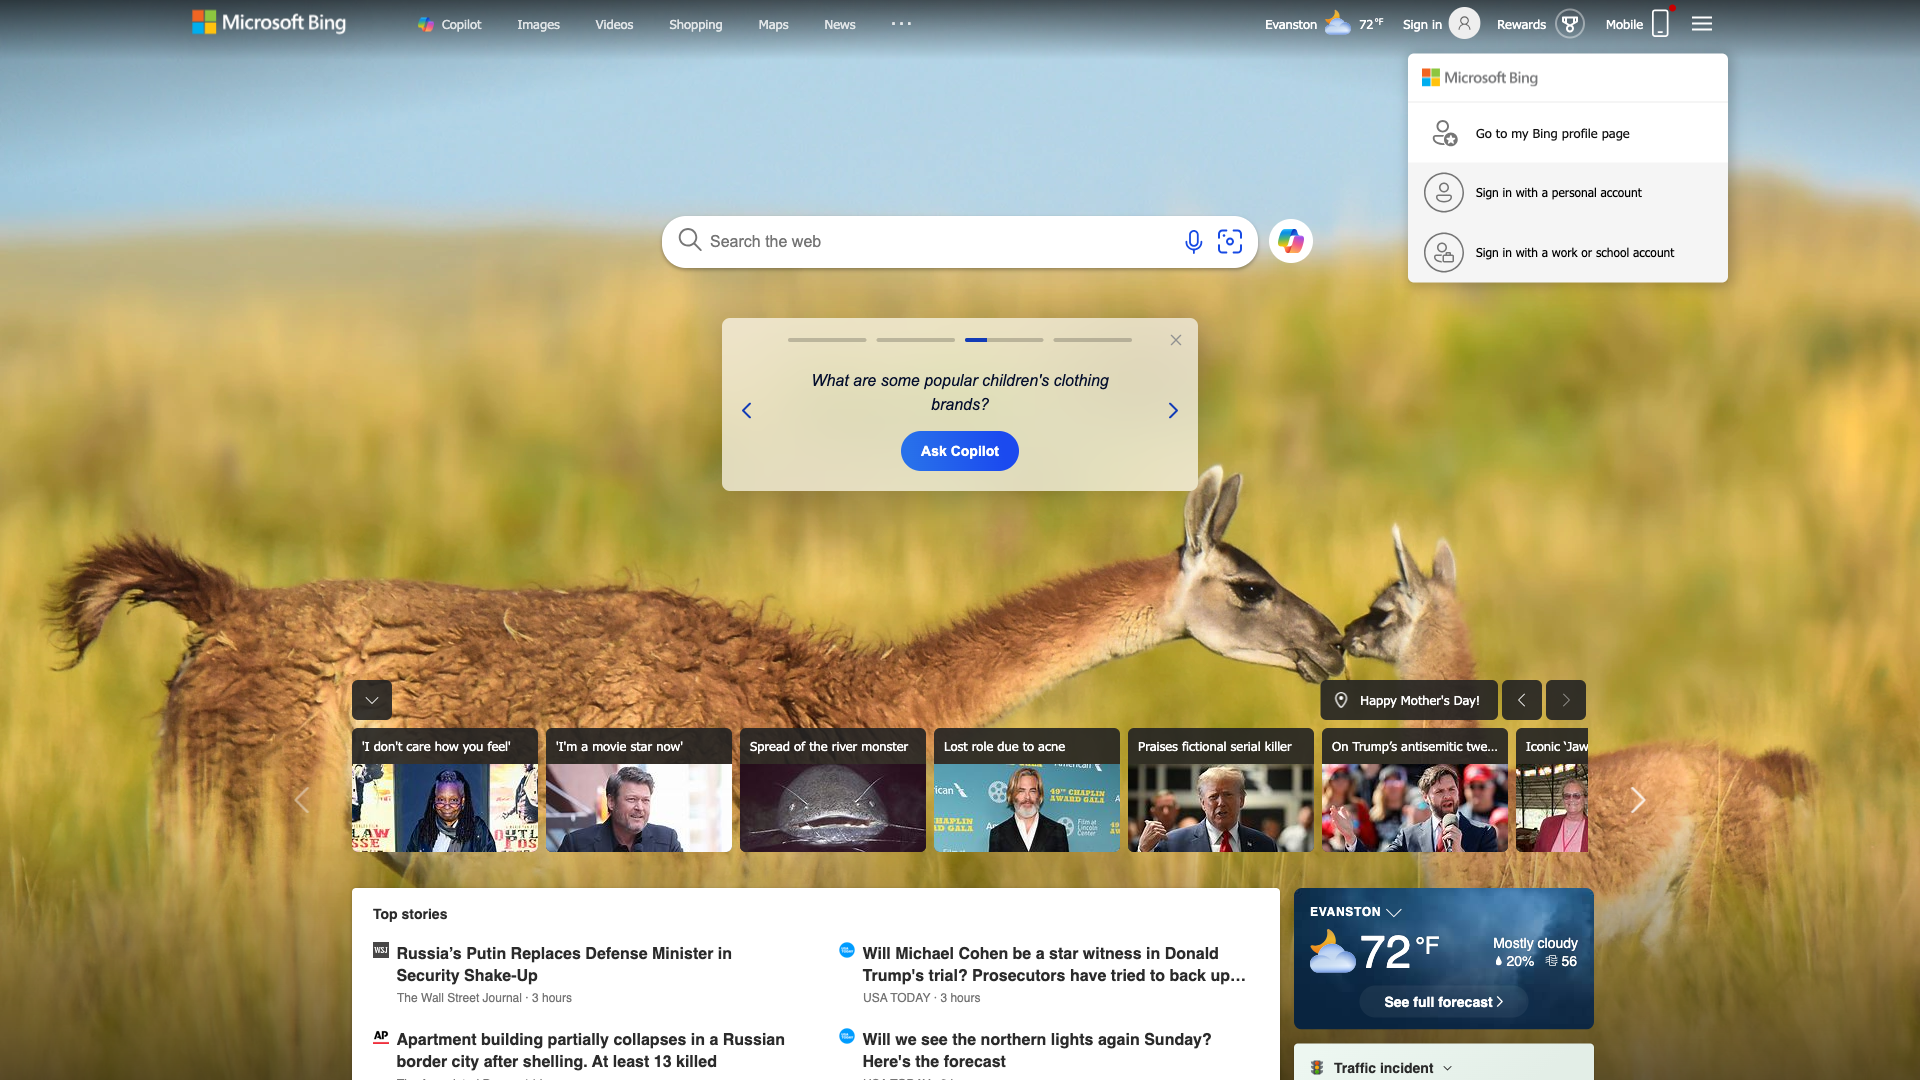 Microsoft Bing
Copilot
Images
Videos
Shopping
Maps
News
Evanston
72°F
Sign in
Rewards
Mobile
Microsoft Bing
Go to my Bing profile page
Sign in with a personal account
Sign in with a work or school account
Search the web
What are some popular children's clothing
brands?
Ask Copilot
Happy Mother's Day!
'I don't care how you feel'
'I'm a movie star now'
Spread of the river monster
Lost role due to acne
Praises fictional serial killer
On Trump's antisemitic twe...
Iconic 'Jaw
Top stories
WSJ
Russia's Putin Replaces Defense Minister in
Security Shake-Up
The Wall Street Journal · 3 hours
Will Michael Cohen be a star witness in Donald
Trump's trial? Prosecutors have tried to back up...
USA TODAY · 3 hours
AP
Apartment building partially collapses in a Russian
border city after shelling. At least 13 killed
Will we see the northern lights again Sunday?
Here's the forecast
EVANSTON
72 °F
Mostly cloudy
20% 56
See full forecast
Traffic incident